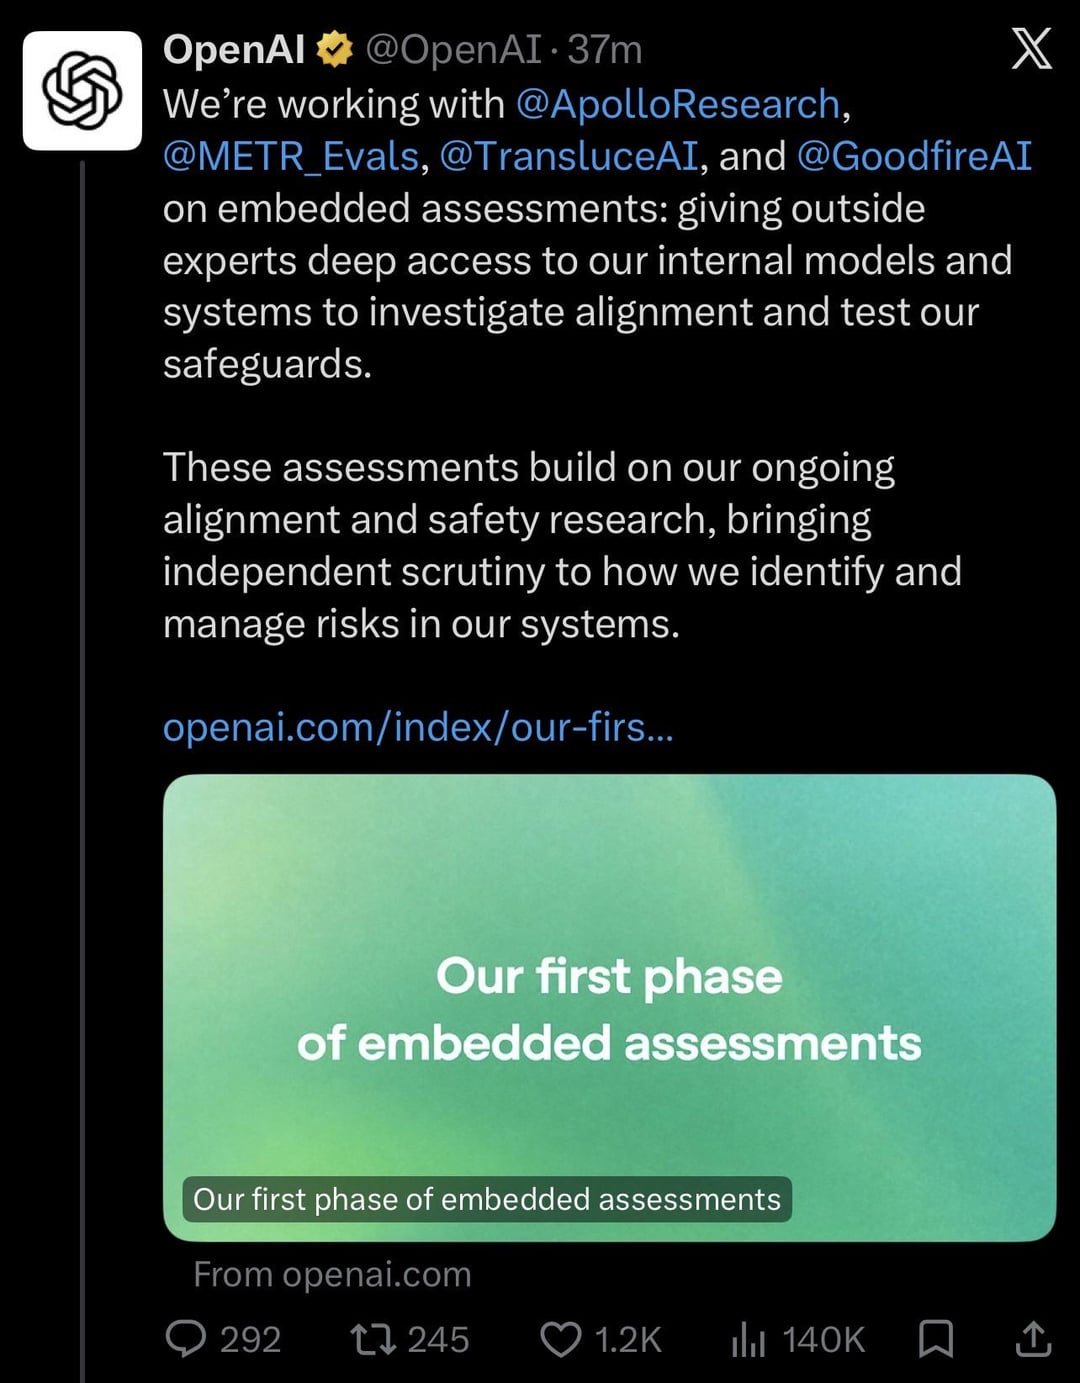 OpenAI @OpenAI · 37m
We’re working with @ApolloResearch,
@METR_Evals, @TransluceAI, and @GoodfireAI
on embedded assessments: giving outside
experts deep access to our internal models and
systems to investigate alignment and test our
safeguards.
These assessments build on our ongoing
alignment and safety research, bringing
independent scrutiny to how we identify and
manage risks in our systems.
openai.com/index/our-firs...
Our first phase
of embedded assessments
Our first phase of embedded assessments
From openai.com
292 245 1.2K 140K